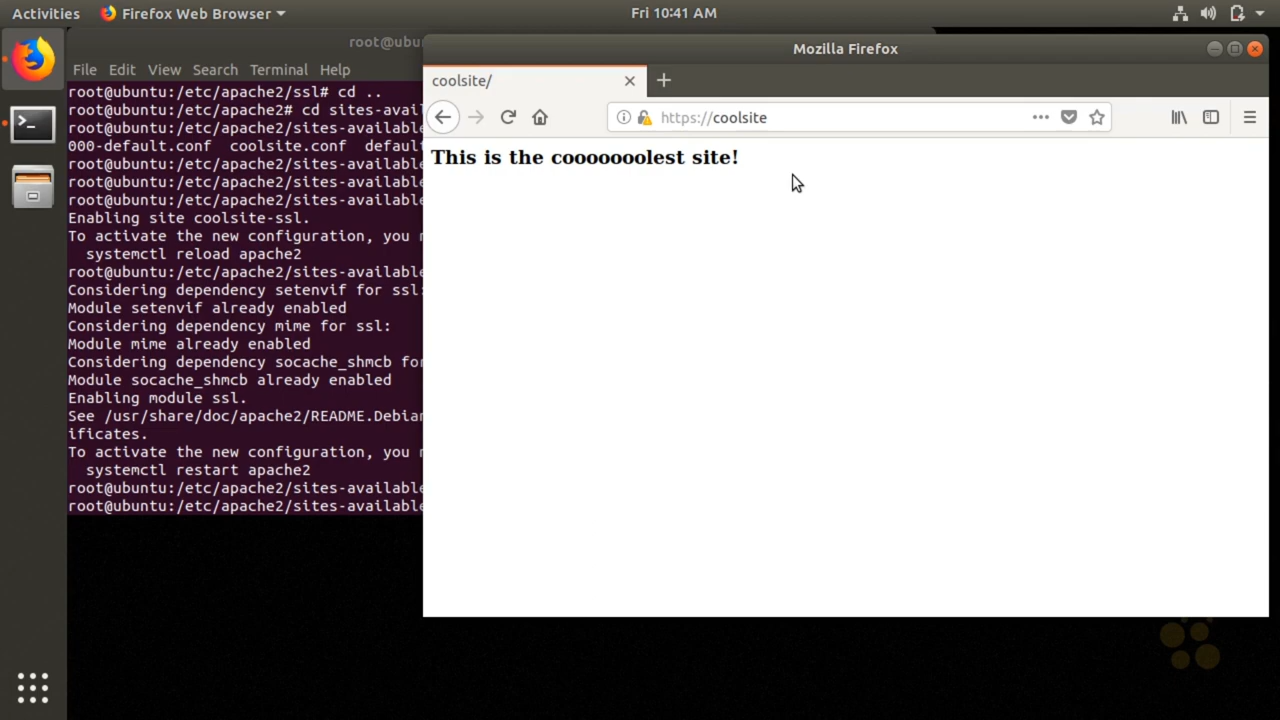 Activities Firefox Web Browser Fri 10:41 AM
root@ubu
File Edit View Search Terminal Help
root@ubuntu:/etc/apache2/ssl# cd ..
root@ubuntu:/etc/apache2# cd sites-avail
root@ubuntu:/etc/apache2/sites-available
000-default.conf coolsite.conf default
root@ubuntu:/etc/apache2/sites-available
root@ubuntu:/etc/apache2/sites-available
root@ubuntu:/etc/apache2/sites-available
Enabling site coolsite-ssl.
To activate the new configuration, you n
systemctl reload apache2
root@ubuntu:/etc/apache2/sites-available
Considering dependency setenvif for ssl:
Module setenvif already enabled
Considering dependency mime for ssl:
Module mime already enabled
Considering dependency socache_shmcb for
Module socache_shmcb already enabled
Enabling module ssl.
See /usr/share/doc/apache2/README.Debian
ificates.
To activate the new configuration, you n
systemctl restart apache2
root@ubuntu:/etc/apache2/sites-available
root@ubuntu:/etc/apache2/sites-available
Mozilla Firefox
coolsite/
https://coolsite
This is the cooooooolest site!